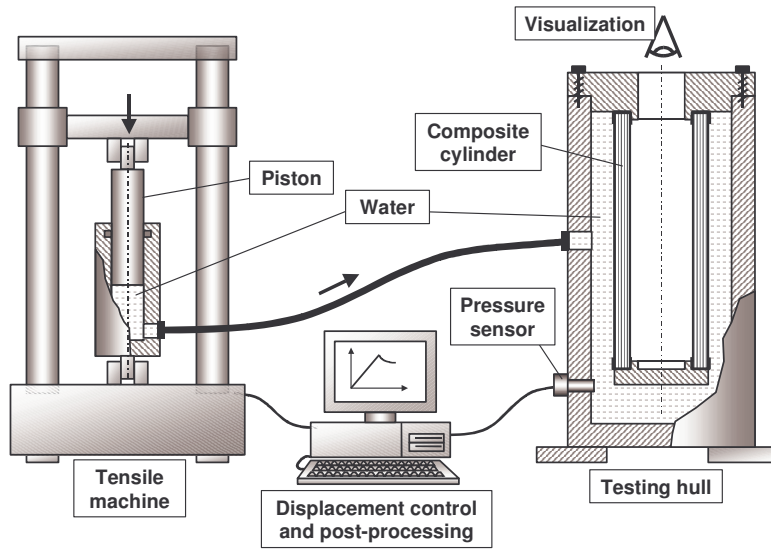 Visualization
Composite
cylinder
Piston
Water
Pressure
sensor
Tensile
machine
Displacement control
and post-processing
Testing hull